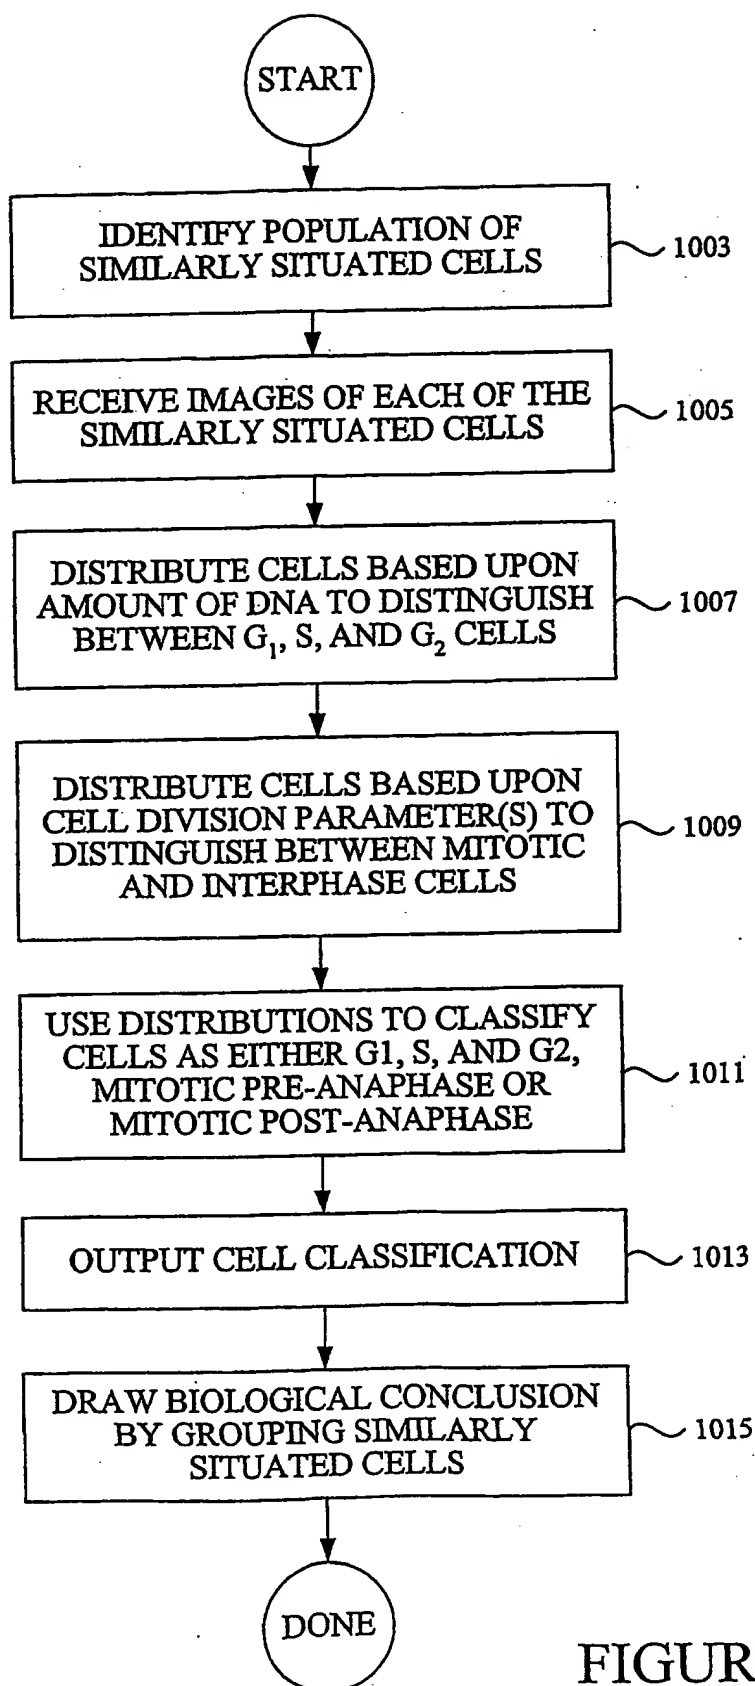 START
IDENTIFY POPULATION OF
SIMILARLY SITUATED CELLS
1003
RECEIVE IMAGES OF EACH OF THE
SIMILARLY SITUATED CELLS
1005
DISTRIBUTE CELLS BASED UPON
AMOUNT OF DNA TO DISTINGUISH
BETWEEN G₁, S, AND G₂ CELLS
1007
DISTRIBUTE CELLS BASED UPON
CELL DIVISION PARAMETER(S) TO
DISTINGUISH BETWEEN MITOTIC
AND INTERPHASE CELLS
1009
USE DISTRIBUTIONS TO CLASSIFY
CELLS AS EITHER G1, S, AND G2,
MITOTIC PRE-ANAPHASE OR
MITOTIC POST-ANAPHASE
1011
OUTPUT CELL CLASSIFICATION
1013
DRAW BIOLOGICAL CONCLUSION
BY GROUPING SIMILARLY
SITUATED CELLS
1015
DONE
FIGUR